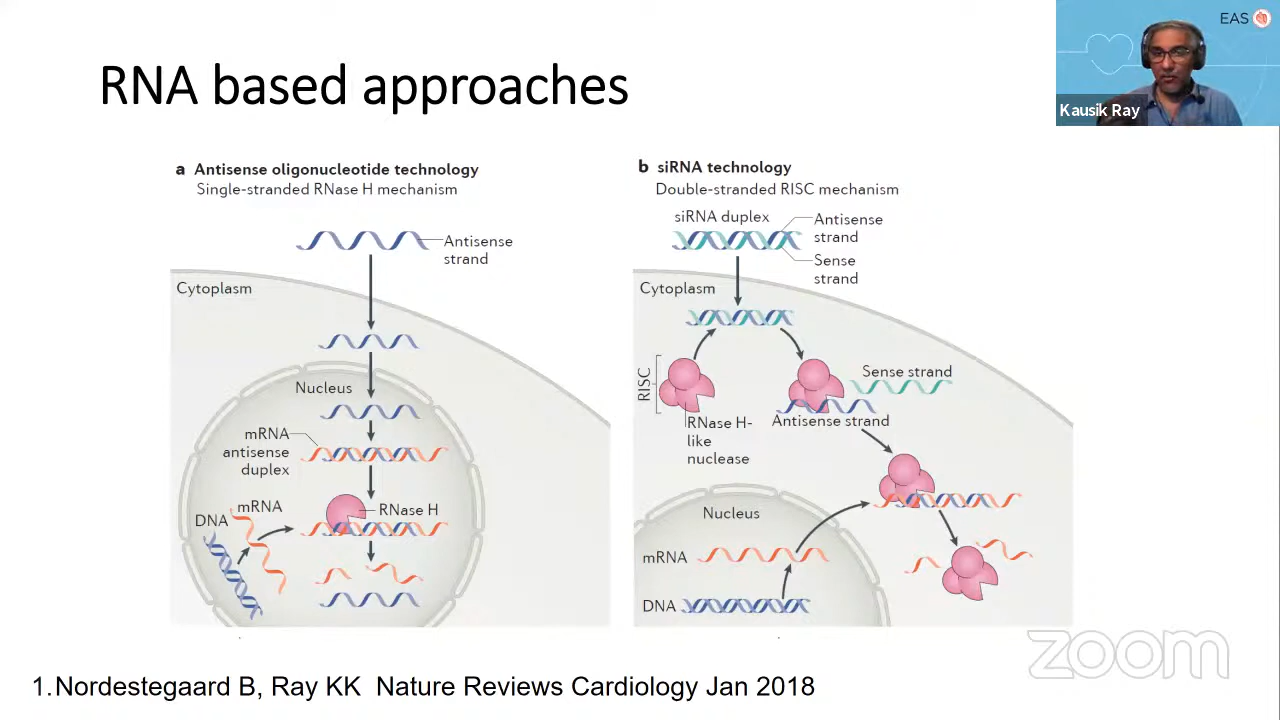 RNA based approaches
EAS
Kausik Ray
a Antisense oligonucleotide technology
Single-stranded RNase H mechanism
Antisense
strand
Cytoplasm
Nucleus
mRNA
antisense
duplex
mRNA
DNA
RNase H
b siRNA technology
Double-stranded RISC mechanism
siRNA duplex
Antisense
strand
Sense
strand
Cytoplasm
RISC
Sense strand
RNase H-
like
nuclease
Antisense strand
Nucleus
mRNA
DNA
zoom
1.Nordestegaard B, Ray KK Nature Reviews Cardiology Jan 2018